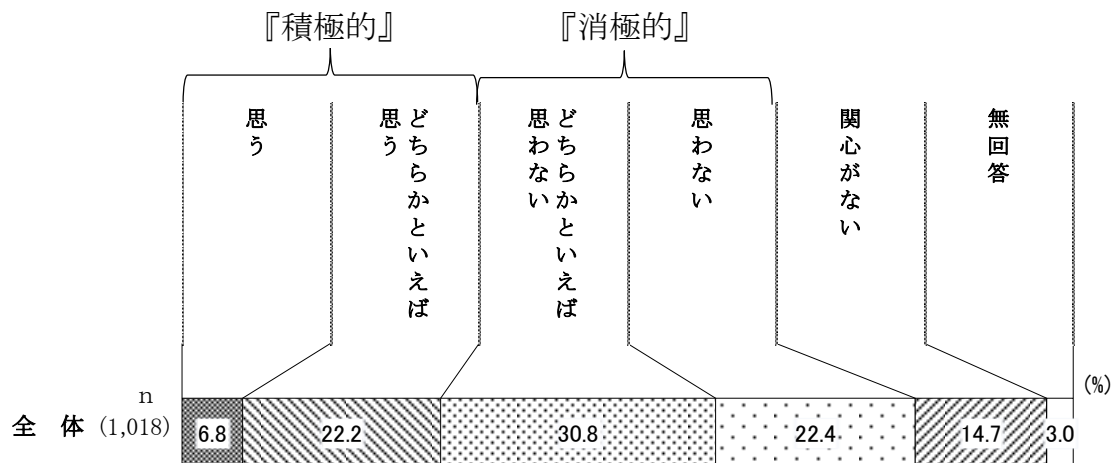 『積極的』
『消極的』
思う
どちらかといえば
思う
どちらかといえば
思わない
思わない
関心がない
無回答
(%)
n
全 体 (1,018)
6.8
22.2
30.8
22.4
14.7
3.0